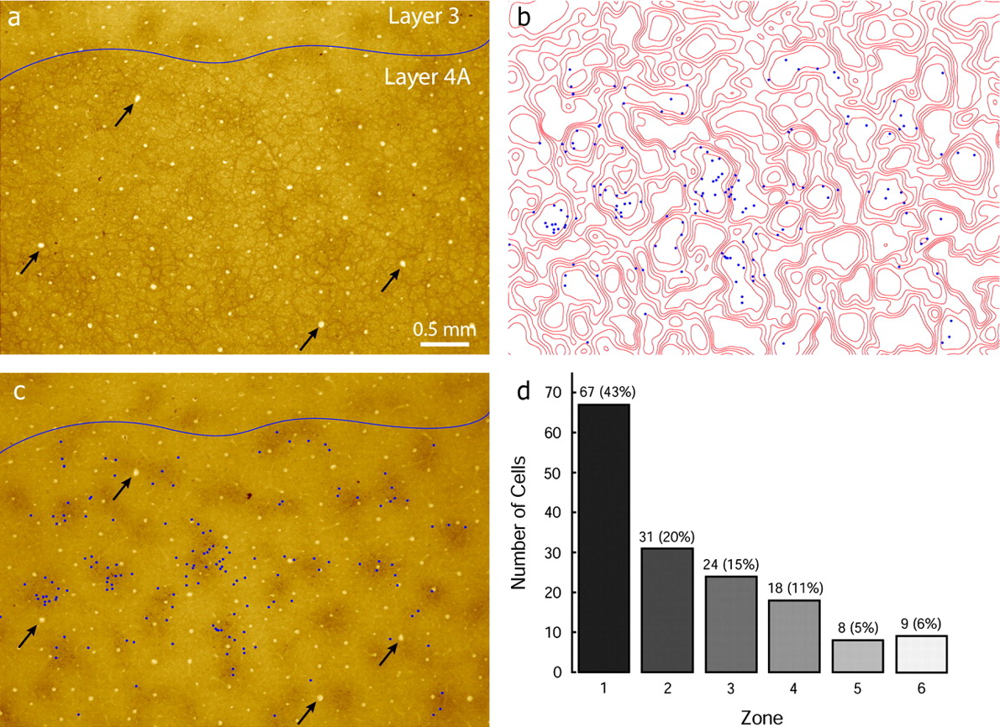 a
Layer 3
Layer 4A
0.5 mm
b
c
d
Number of Cells
70
60
50
40
30
20
10
0
67 (43%)
31 (20%)
24 (15%)
18 (11%)
8 (5%)
9 (6%)
1 2 3 4 5 6
Zone